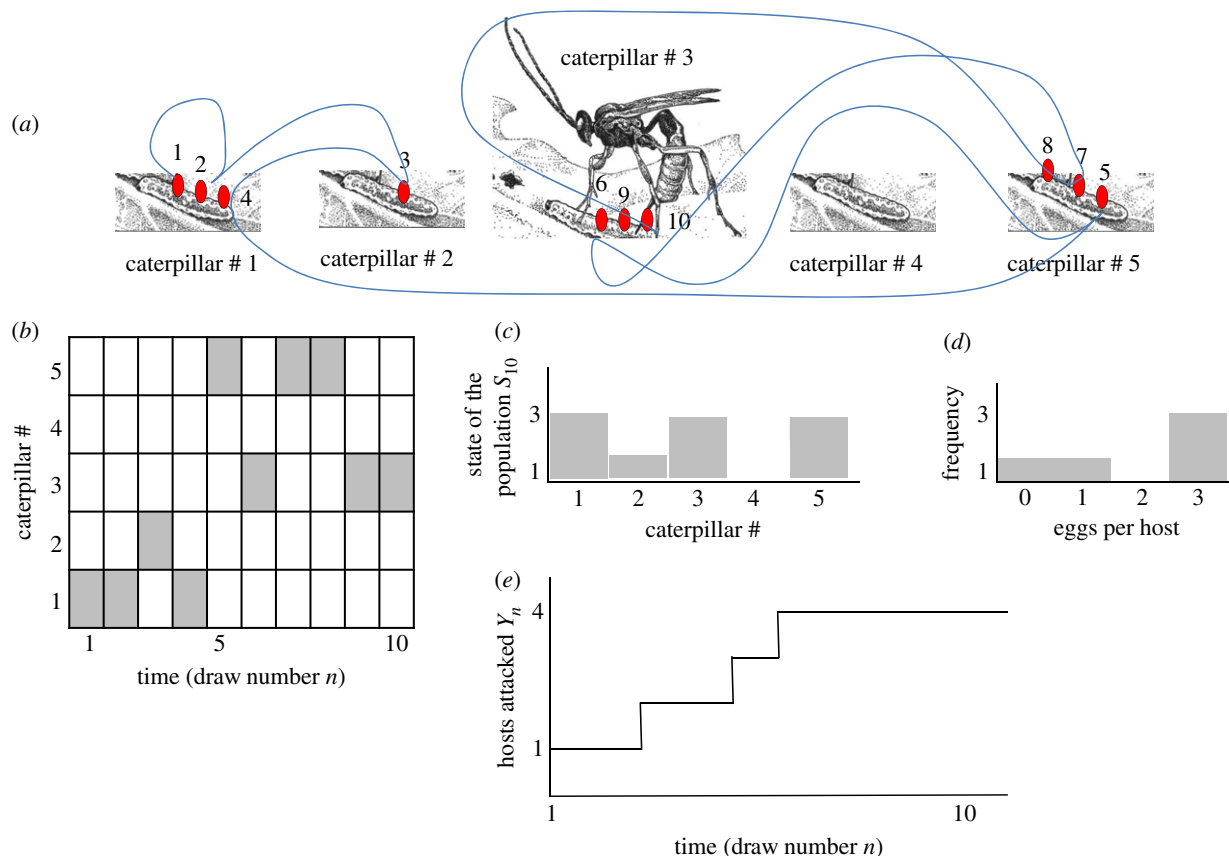 (a)
caterpillar # 3
1
2
4
3
6
9
10
8
7
5
caterpillar # 1
caterpillar # 2
caterpillar # 4
caterpillar # 5
(b)
caterpillar #
5
4
3
2
1
1
5
10
time (draw number n)
(c)
state of the
population S10
3
1
1
2
3
4
5
caterpillar #
(d)
frequency
3
1
0
1
2
3
eggs per host
(e)
hosts attacked Yn
4
1
1
10
time (draw number n)